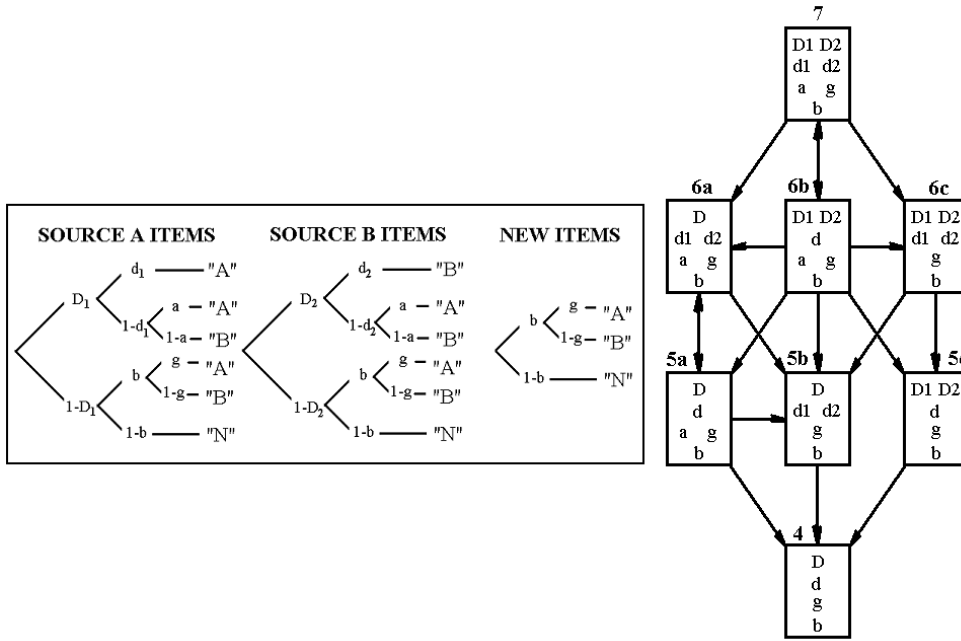 SOURCE A ITEMS
D1
d1
"A"
1-d1
a
"A"
1-a
"B"
1-D1
b
g
"A"
1-g
"B"
1-b
"N"
SOURCE B ITEMS
D2
d2
"B"
1-d2
a
"A"
1-a
"B"
1-D2
b
g
"A"
1-g
"B"
1-b
"N"
NEW ITEMS
b
g
"A"
1-g
"B"
1-b
"N"
7
D1 D2
d1 d2
a g
b
6a
D
d1 d2
a g
b
6b
D1 D2
d
a g
b
6c
D1 D2
d1 d2
g
b
5a
D
d
a g
b
5b
D
d1 d2
g
b
5c
D1 D2
d
g
b
4
D
d
g
b